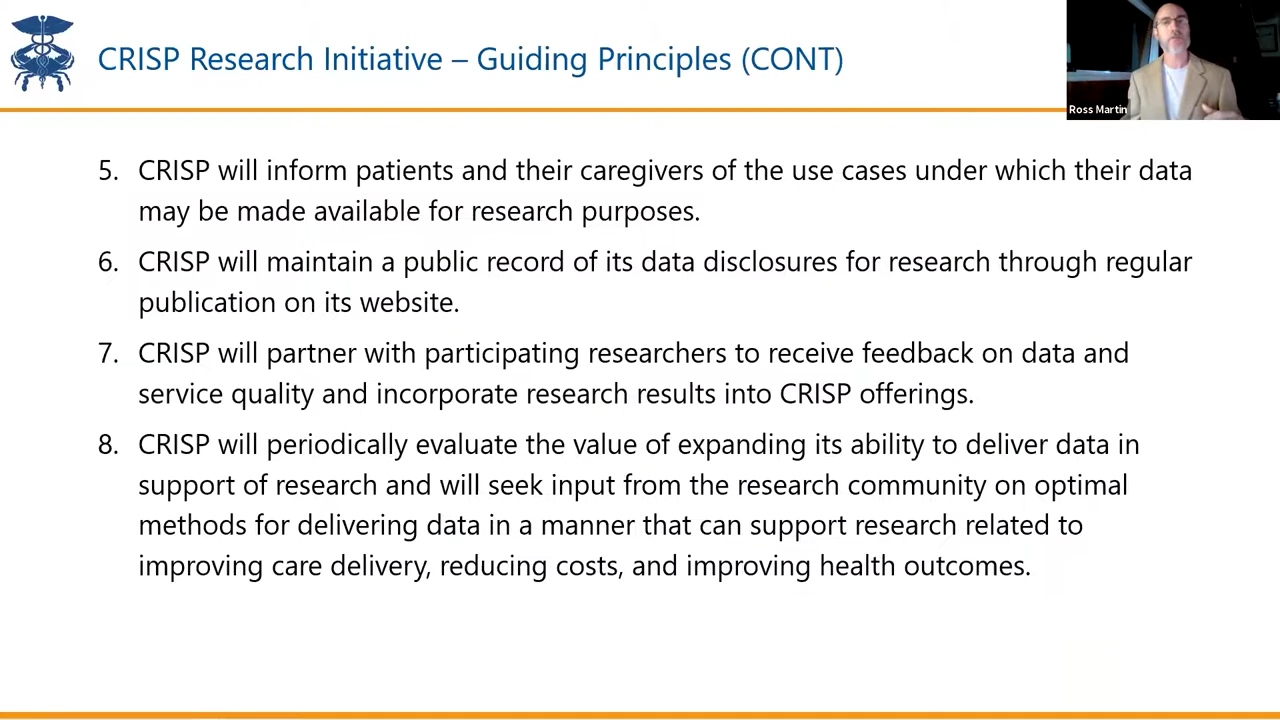 CRISP Research Initiative – Guiding Principles (CONT)
Ross Martin
5. CRISP will inform patients and their caregivers of the use cases under which their data
may be made available for research purposes.
6. CRISP will maintain a public record of its data disclosures for research through regular
publication on its website.
7. CRISP will partner with participating researchers to receive feedback on data and
service quality and incorporate research results into CRISP offerings.
8. CRISP will periodically evaluate the value of expanding its ability to deliver data in
support of research and will seek input from the research community on optimal
methods for delivering data in a manner that can support research related to
improving care delivery, reducing costs, and improving health outcomes.